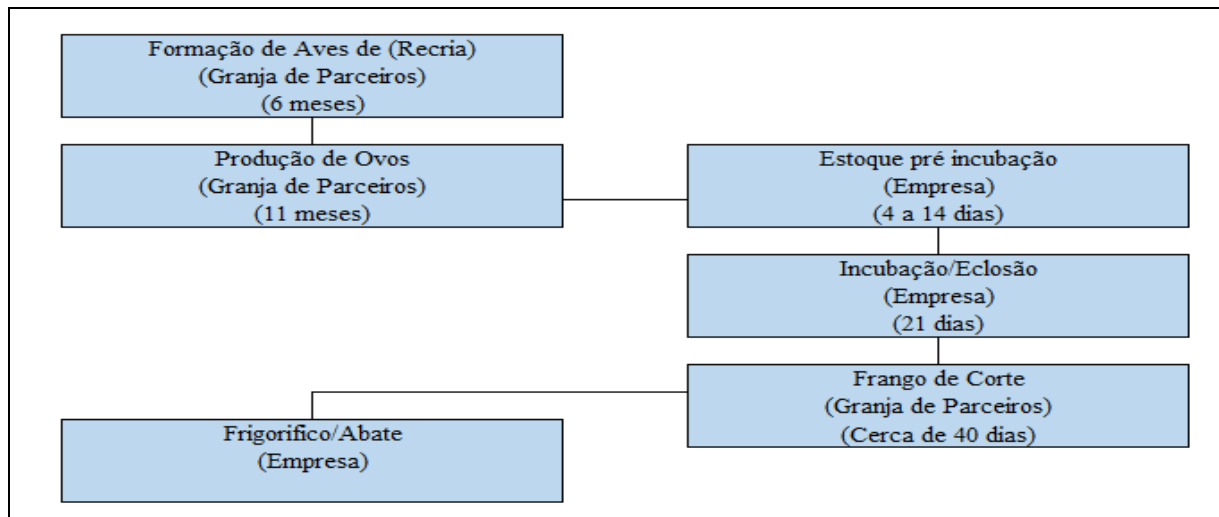 Formação de Aves de (Recria)
(Granja de Parceiros)
(6 meses)
Produção de Ovos
(Granja de Parceiros)
(11 meses)
Estoque pré incubação
(Empresa)
(4 a 14 dias)
Incubação/Eclosão
(Empresa)
(21 dias)
Frango de Corte
(Granja de Parceiros)
(Cerca de 40 dias)
Frigorifico/Abate
(Empresa)